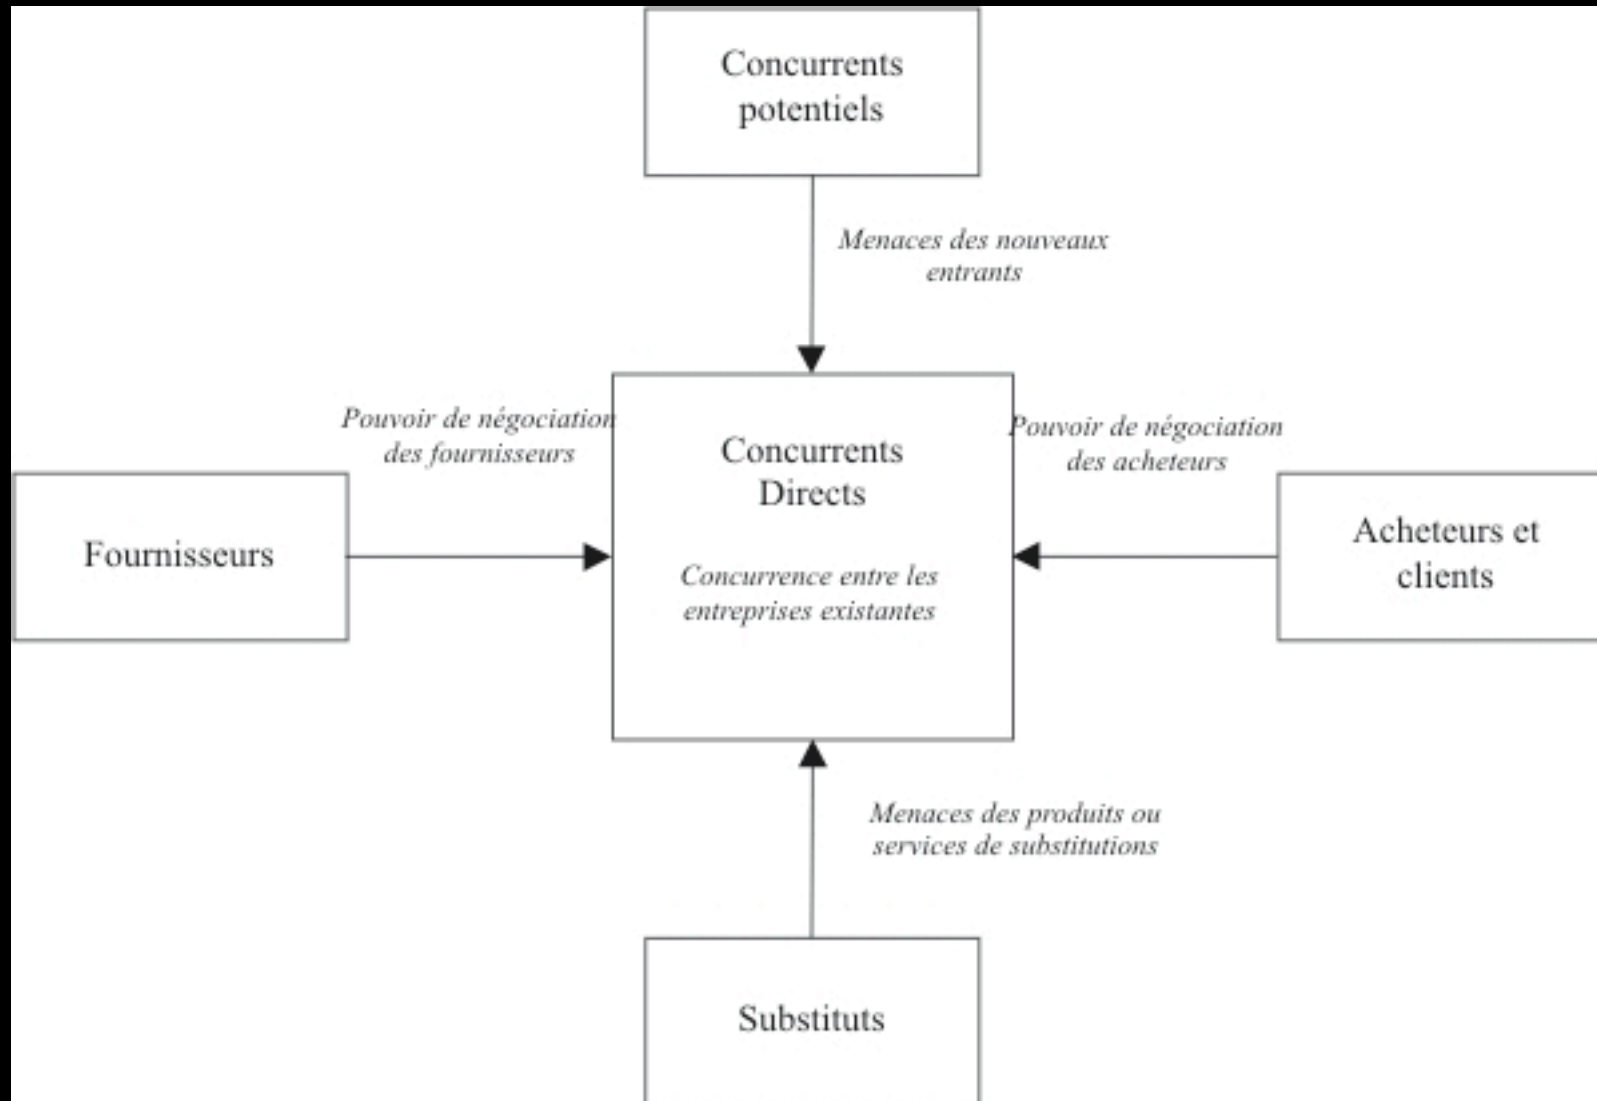 Concurrents
potentiels
Menaces des nouveaux
entrants
Pouvoir de négociation
des fournisseurs
Fournisseurs
Concurrents
Directs
Concurrence entre les
entreprises existantes
Pouvoir de négociation
des acheteurs
Acheteurs et
clients
Menaces des produits ou
services de substitutions
Substituts